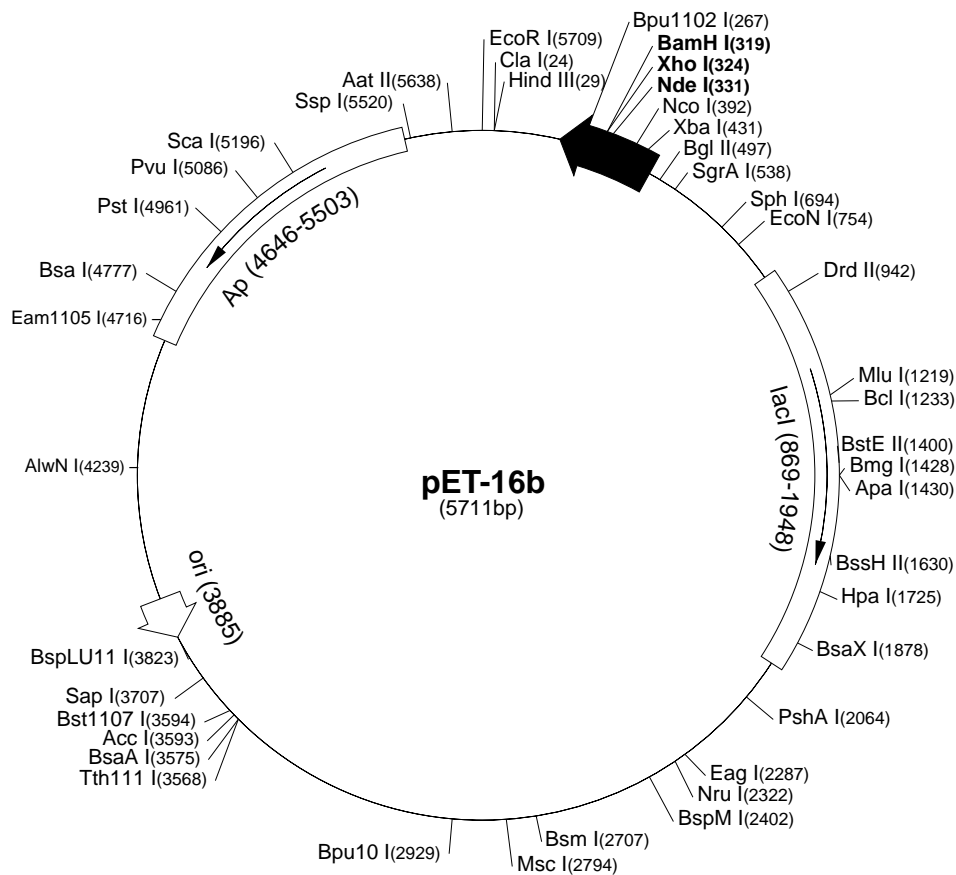 Bpu1102 I(267)
BamH I(319)
Xho I(324)
Nde I(331)
Nco I(392)
Xba I(431)
Bgl II(497)
SgrA I(538)
Sph I(694)
EcoN I(754)
Drd II(942)
Mlu I(1219)
Bcl I(1233)
BstE II(1400)
Bmg I(1428)
Apa I(1430)
BssH II(1630)
Hpa I(1725)
BsaX I(1878)
PshA I(2064)
Eag I(2287)
Nru I(2322)
BspM I(2402)
Bsm I(2707)
Msc I(2794)
Bpu10 I(2929)
Tth111 I(3568)
BsaA I(3575)
Acc I(3593)
Bst1107 I(3594)
Sap I(3707)
BspLU11 I(3823)
AlwN I(4239)
Eam1105 I(4716)
Bsa I(4777)
Pst I(4961)
Pvu I(5086)
Sca I(5196)
Ssp I(5520)
Aat II(5638)
EcoR I(5709)
Cla I(24)
Hind III(29)
Ap (4646-5503)
lacI (869-1948)
ori (3885)
pET-16b
(5711bp)